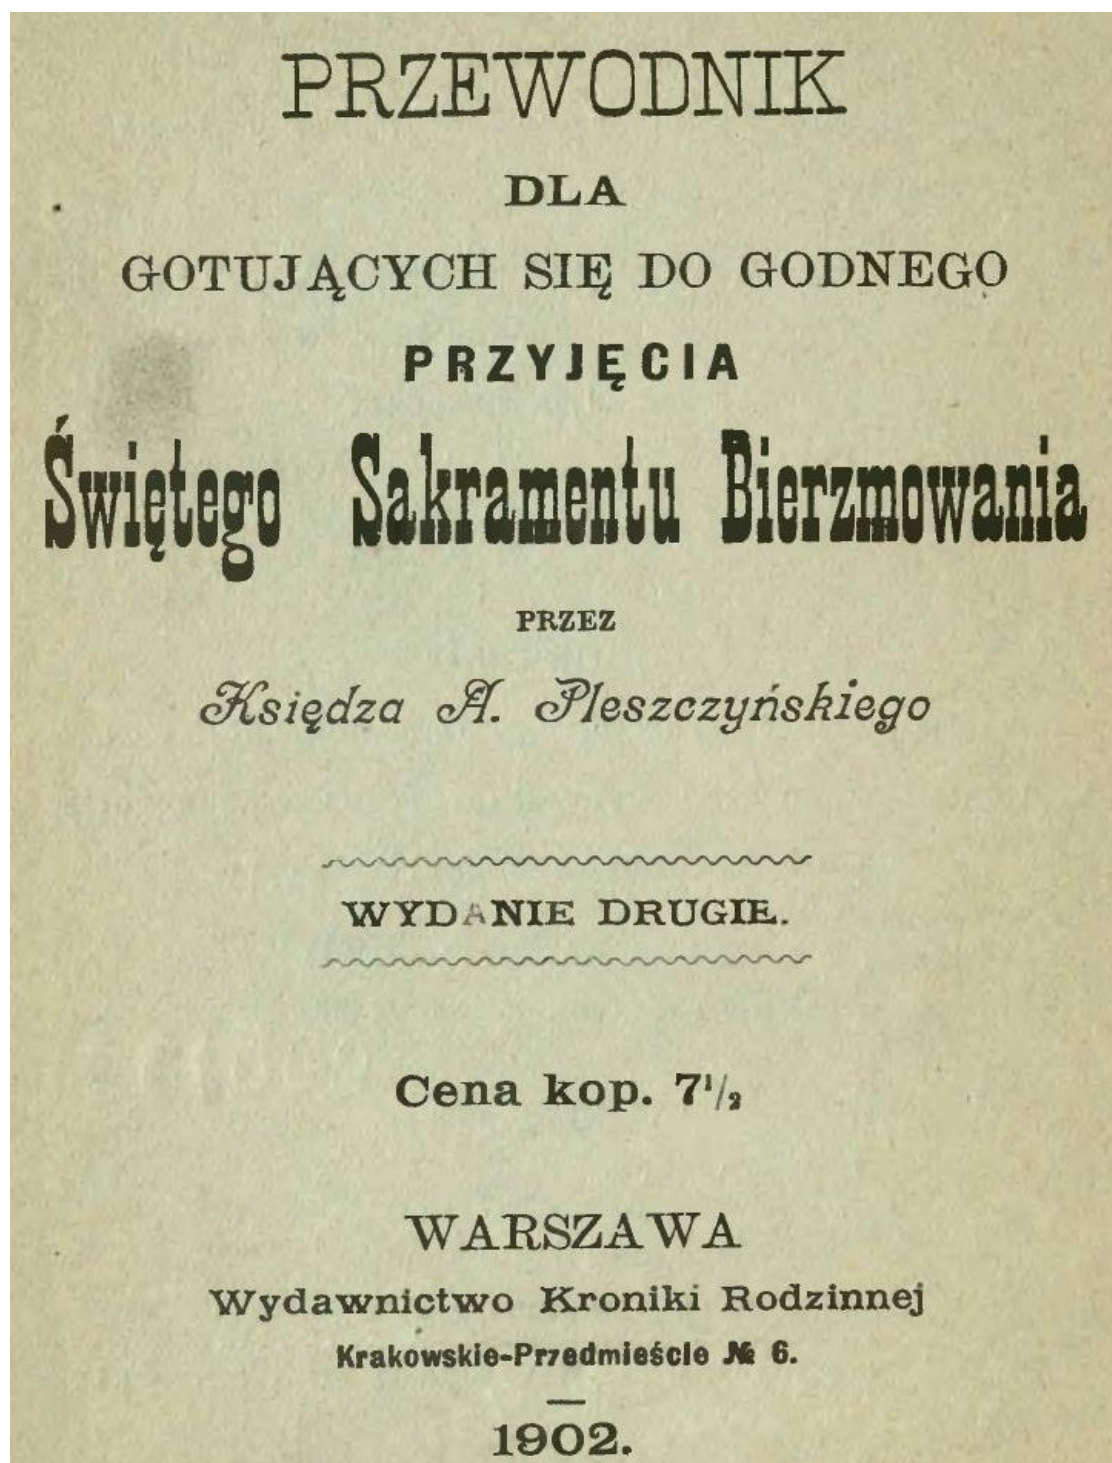 PRZEWODNIK
DLA
GOTUJĄCYCH SIĘ DO GODNEGO
PRZYJĘCIA
Świętego Sakramentu Bierzmowania
PRZEZ
Księdza A. Pleszczyńskiego
WYDANIE DRUGIE.
Cena kop. 7¹/₂
WARSZAWA
Wydawnictwo Kroniki Rodzinnej
Krakowskie-Przedmieście № 6.
1902.